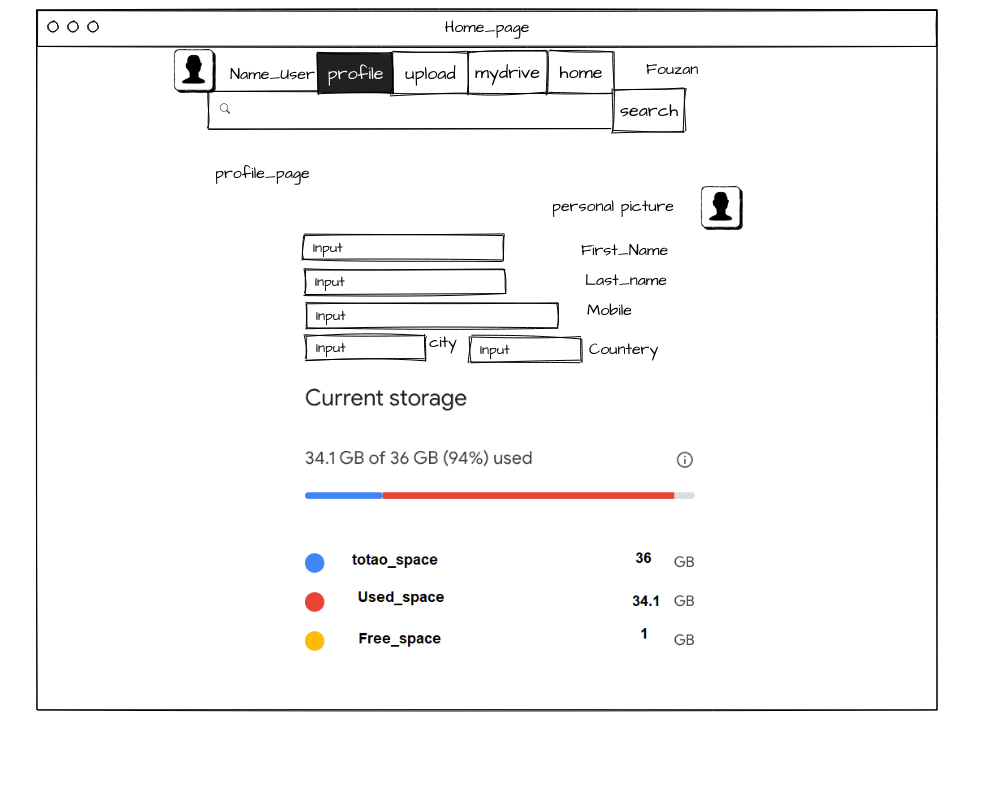 Home_page
Name_User profile upload mydrive home Fouzan
search
profile_page
personal picture
Input First_Name
Input Last_name
Input Mobile
Input city Input Countery
Current storage
34.1 GB of 36 GB (94%) used
totao_space 36 GB
Used_space 34.1 GB
Free_space 1 GB